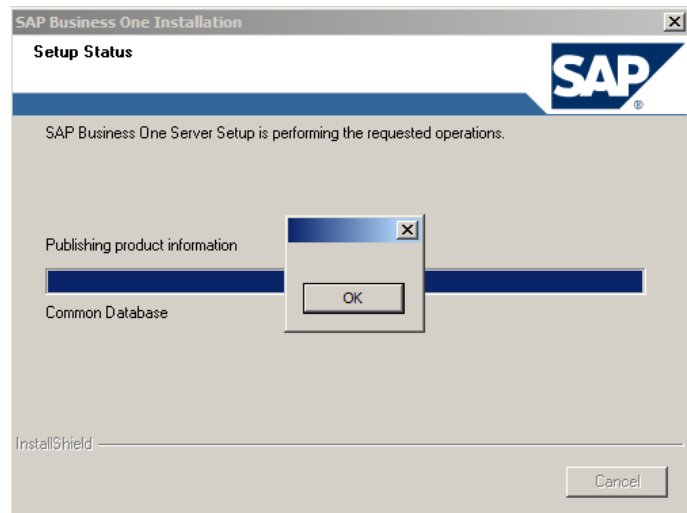 SAP Business One Installation
Setup Status
SAP
®
SAP Business One Server Setup is performing the requested operations.
Publishing product information
OK
Common Database
InstallShield
Cancel